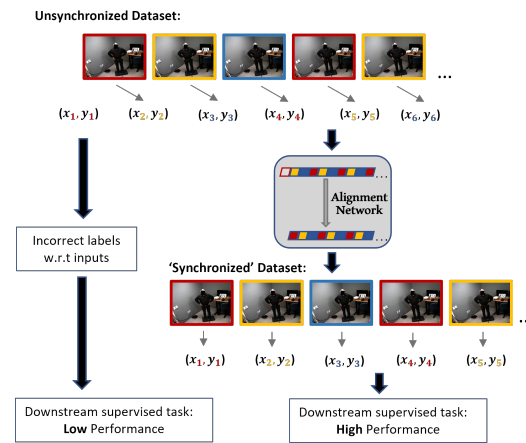 Unsynchronized Dataset:
...
(x₁, y₁) (x₂, y₂) (x₃, y₃) (x₄, y₄) (x₅, y₅) (x₆, y₆)
...
Alignment
Network
...
Incorrect labels
w.r.t inputs
‘Synchronized’ Dataset:
...
(x₁, y₁) (x₂, y₂) (x₃, y₃) (x₄, y₄) (x₅, y₅)
Downstream supervised task:
Low Performance
Downstream supervised task:
High Performance